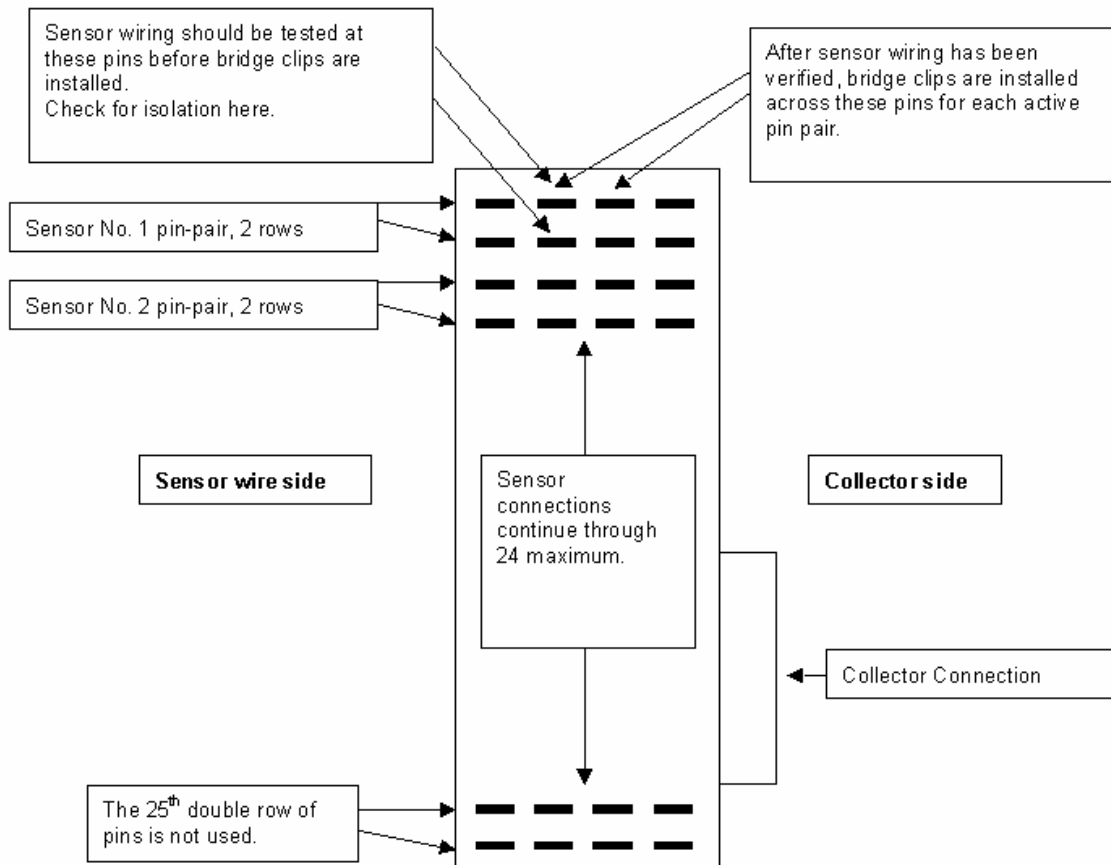 Sensor wiring should be tested at
these pins before bridge clips are
installed.
Check for isolation here.
After sensor wiring has been
verified, bridge clips are installed
across these pins for each active
pin pair.
Sensor No. 1 pin-pair, 2 rows
Sensor No. 2 pin-pair, 2 rows
Sensor wire side
Sensor
connections
continue through
24 maximum.
Collector side
Collector Connection
The 25th double row of
pins is not used.